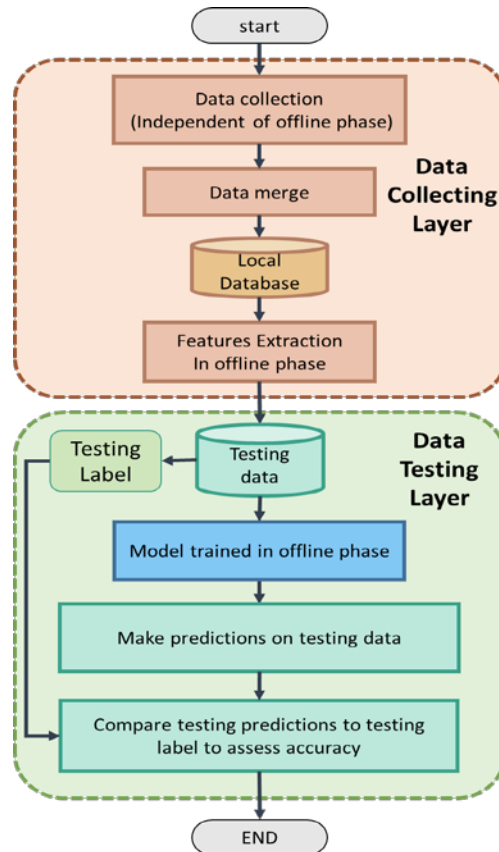 start
Data collection
(Independent of offline phase)
Data merge
Data
Collecting
Layer
Local
Database
Features Extraction
In offline phase
Testing
Label
Testing
data
Data
Testing
Layer
Model trained in offline phase
Make predictions on testing data
Compare testing predictions to testing
label to assess accuracy
END